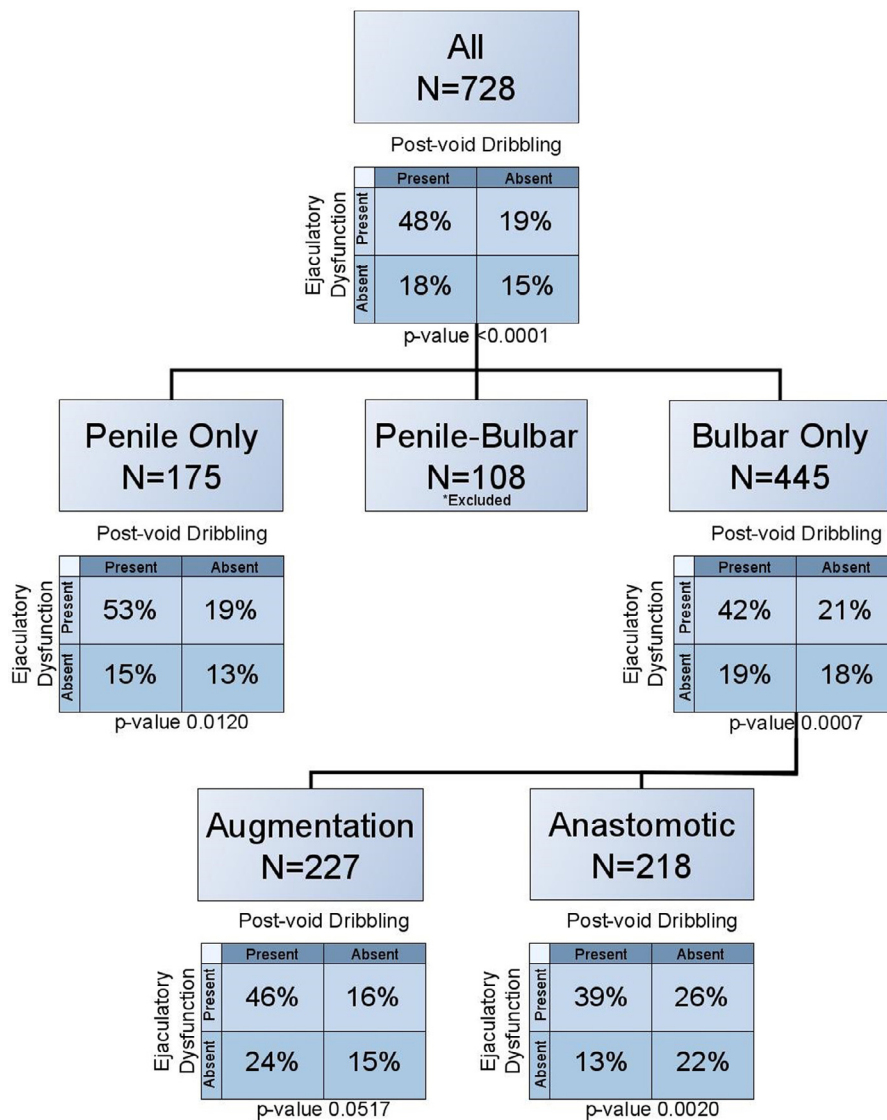 All
N=728
Post-void Dribbling
Present Absent
Ejaculatory
Dysfunction
Present
48% 19%
Absent
18% 15%
p-value <0.0001
Penile Only
N=175
Penile-Bulbar
N=108
*Excluded
Bulbar Only
N=445
Post-void Dribbling
Present Absent
Ejaculatory
Dysfunction
Present
53% 19%
Absent
15% 13%
p-value 0.0120
Post-void Dribbling
Present Absent
Ejaculatory
Dysfunction
Present
42% 21%
Absent
19% 18%
p-value 0.0007
Augmentation
N=227
Anastomotic
N=218
Post-void Dribbling
Present Absent
Ejaculatory
Dysfunction
Present
46% 16%
Absent
24% 15%
p-value 0.0517
Post-void Dribbling
Present Absent
Ejaculatory
Dysfunction
Present
39% 26%
Absent
13% 22%
p-value 0.0020